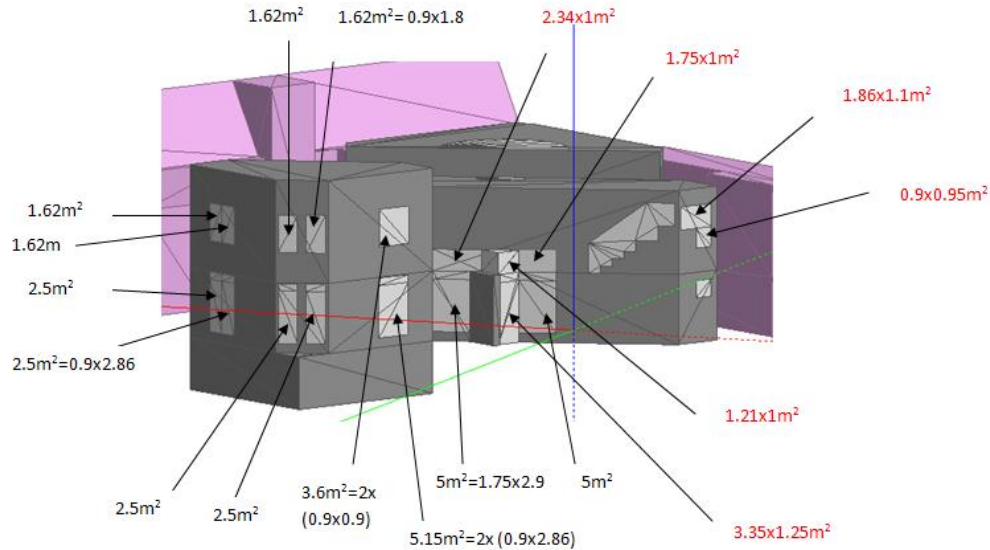 1.62m²
1.62m²= 0.9x1.8
2.34x1m²
1.75x1m²
1.86x1.1m²
0.9x0.95m²
1.62m²
1.62m
2.5m²
2.5m²=0.9x2.86
1.21x1m²
2.5m²
2.5m²
3.6m²=2x
(0.9x0.9)
5m²=1.75x2.9
5m²
5.15m²=2x (0.9x2.86)
3.35x1.25m²